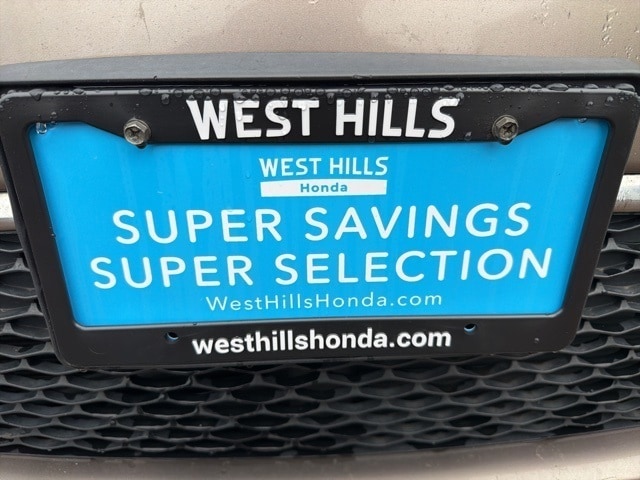 WEST HILLS
WEST HILLS
Honda
SUPER SAVINGS
SUPER SELECTION
WestHillsHonda.com
westhillshonda.com